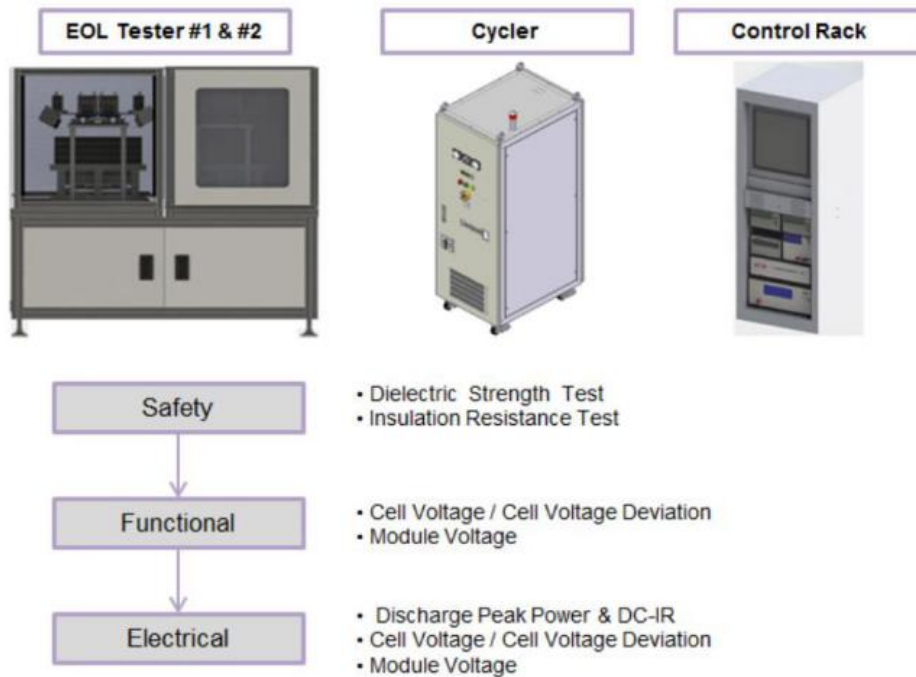 EOL Tester #1 & #2
Cycler
Control Rack
Safety
• Dielectric Strength Test
• Insulation Resistance Test
Functional
• Cell Voltage / Cell Voltage Deviation
• Module Voltage
Electrical
• Discharge Peak Power & DC-IR
• Cell Voltage / Cell Voltage Deviation
• Module Voltage